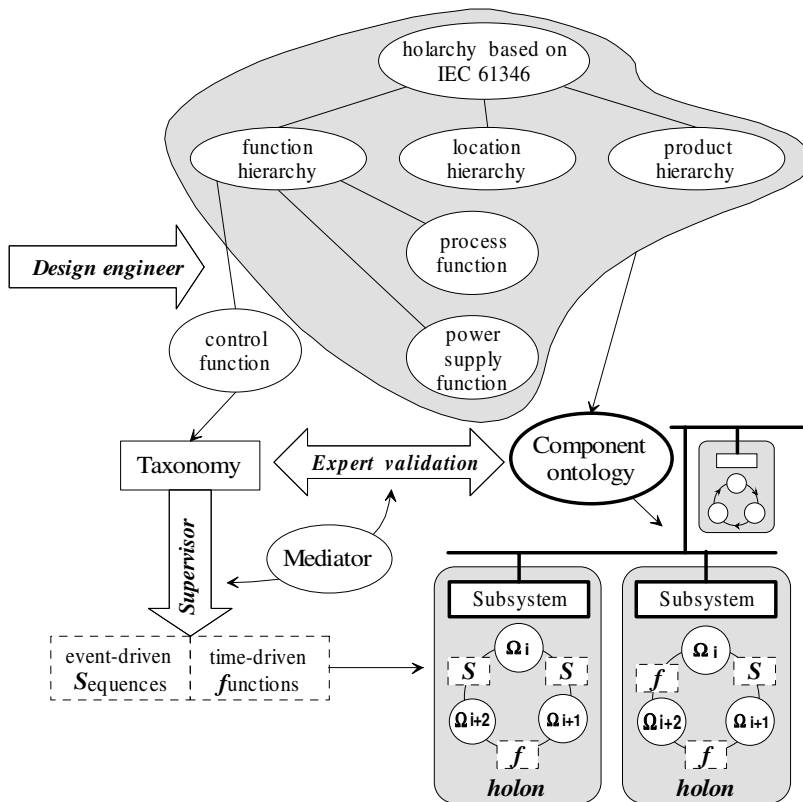 holarchy based on
IEC 61346
function
hierarchy
location
hierarchy
product
hierarchy
Design engineer
process
function
control
function
power
supply
function
Taxonomy
Expert validation
Component
ontology
Supervisor
Mediator
event-driven
Sequences
time-driven
functions
Subsystem
Ω i
S
S
Ω i+2
Ω i+1
f
holon
Subsystem
Ω i
f
S
Ω i+2
Ω i+1
f
holon